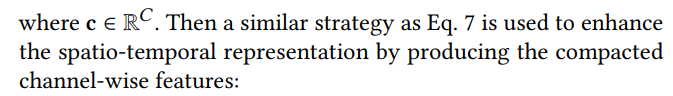 where c ∈ ℝ^C. Then a similar strategy as Eq. 7 is used to enhance
the spatio-temporal representation by producing the compacted
channel-wise features: